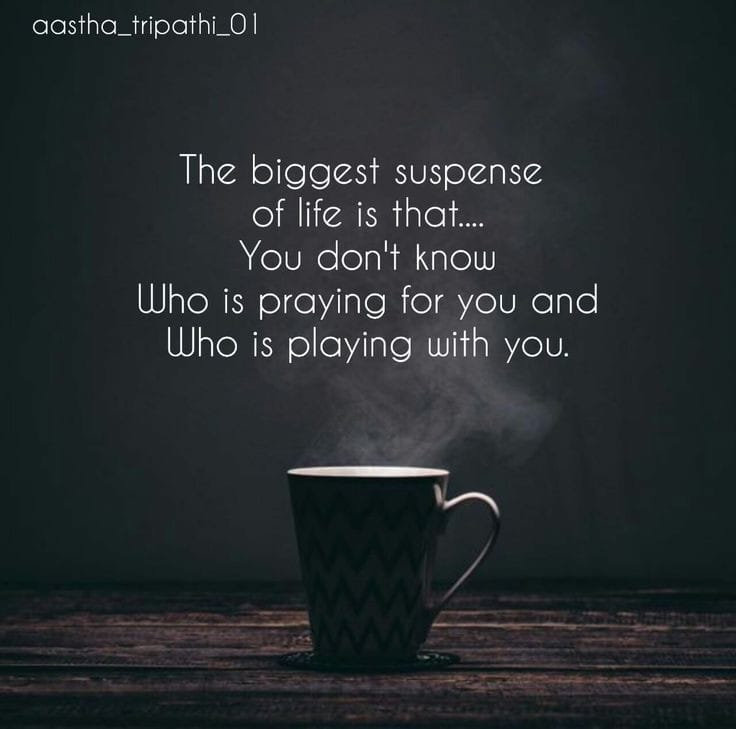 aastha_tripathi_01
The biggest suspense
of life is that....
You don't know
Who is praying for you and
Who is playing with you.